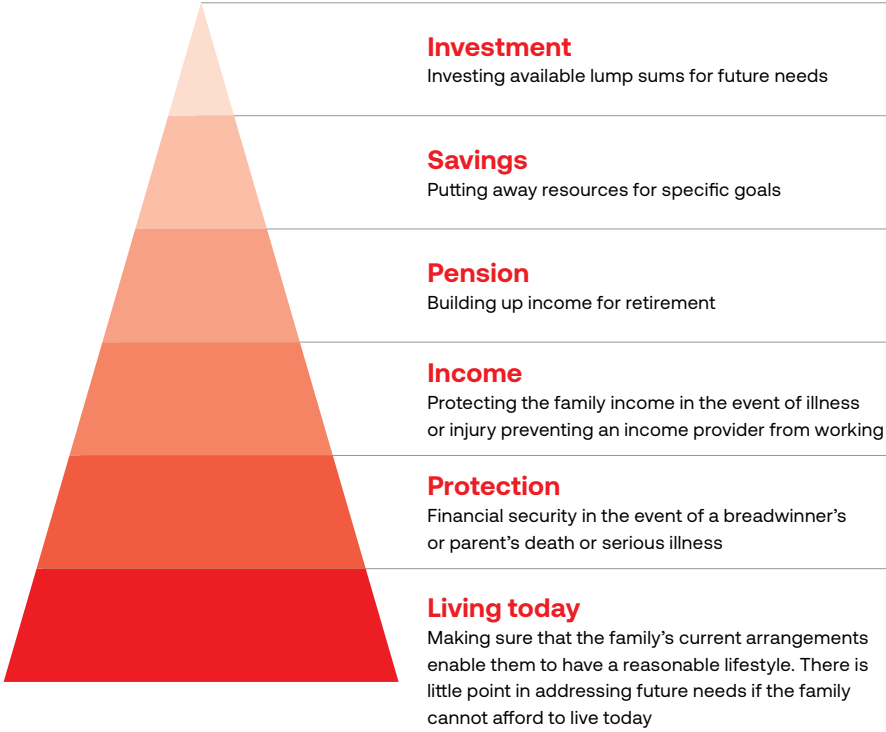 Investment
Investing available lump sums for future needs
Savings
Putting away resources for specific goals
Pension
Building up income for retirement
Income
Protecting the family income in the event of illness
or injury preventing an income provider from working
Protection
Financial security in the event of a breadwinner’s
or parent’s death or serious illness
Living today
Making sure that the family’s current arrangements
enable them to have a reasonable lifestyle. There is
little point in addressing future needs if the family
cannot afford to live today